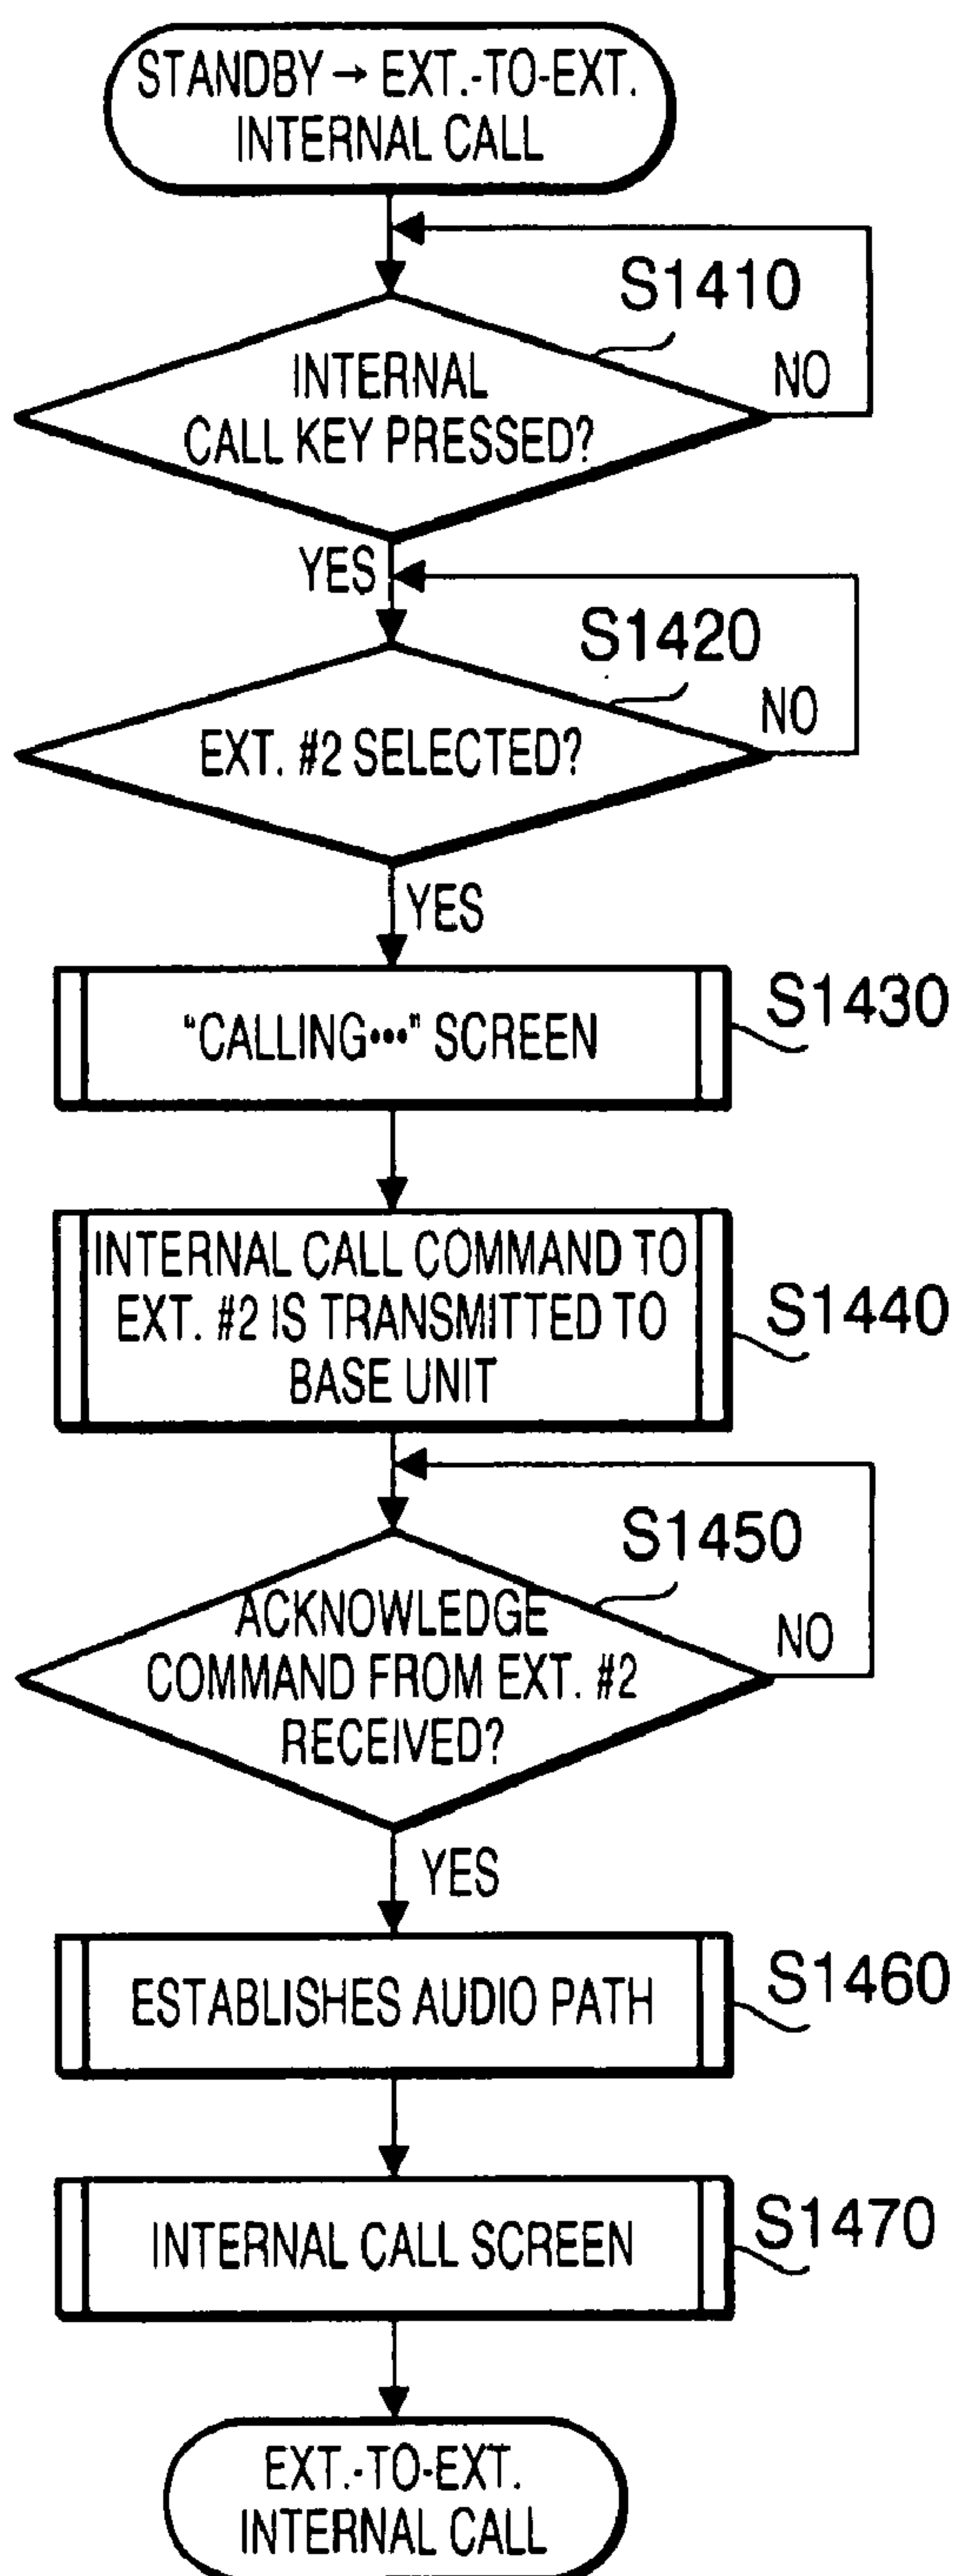 STANDBY → EXT.-TO-EXT.
INTERNAL CALL
S1410
INTERNAL
CALL KEY PRESSED?
NO
YES
S1420
EXT. #2 SELECTED?
NO
YES
"CALLING•••" SCREEN
S1430
INTERNAL CALL COMMAND TO
EXT. #2 IS TRANSMITTED TO
BASE UNIT
S1440
S1450
ACKNOWLEDGE
COMMAND FROM EXT. #2
RECEIVED?
NO
YES
ESTABLISHES AUDIO PATH
S1460
INTERNAL CALL SCREEN
S1470
EXT.-TO-EXT.
INTERNAL CALL